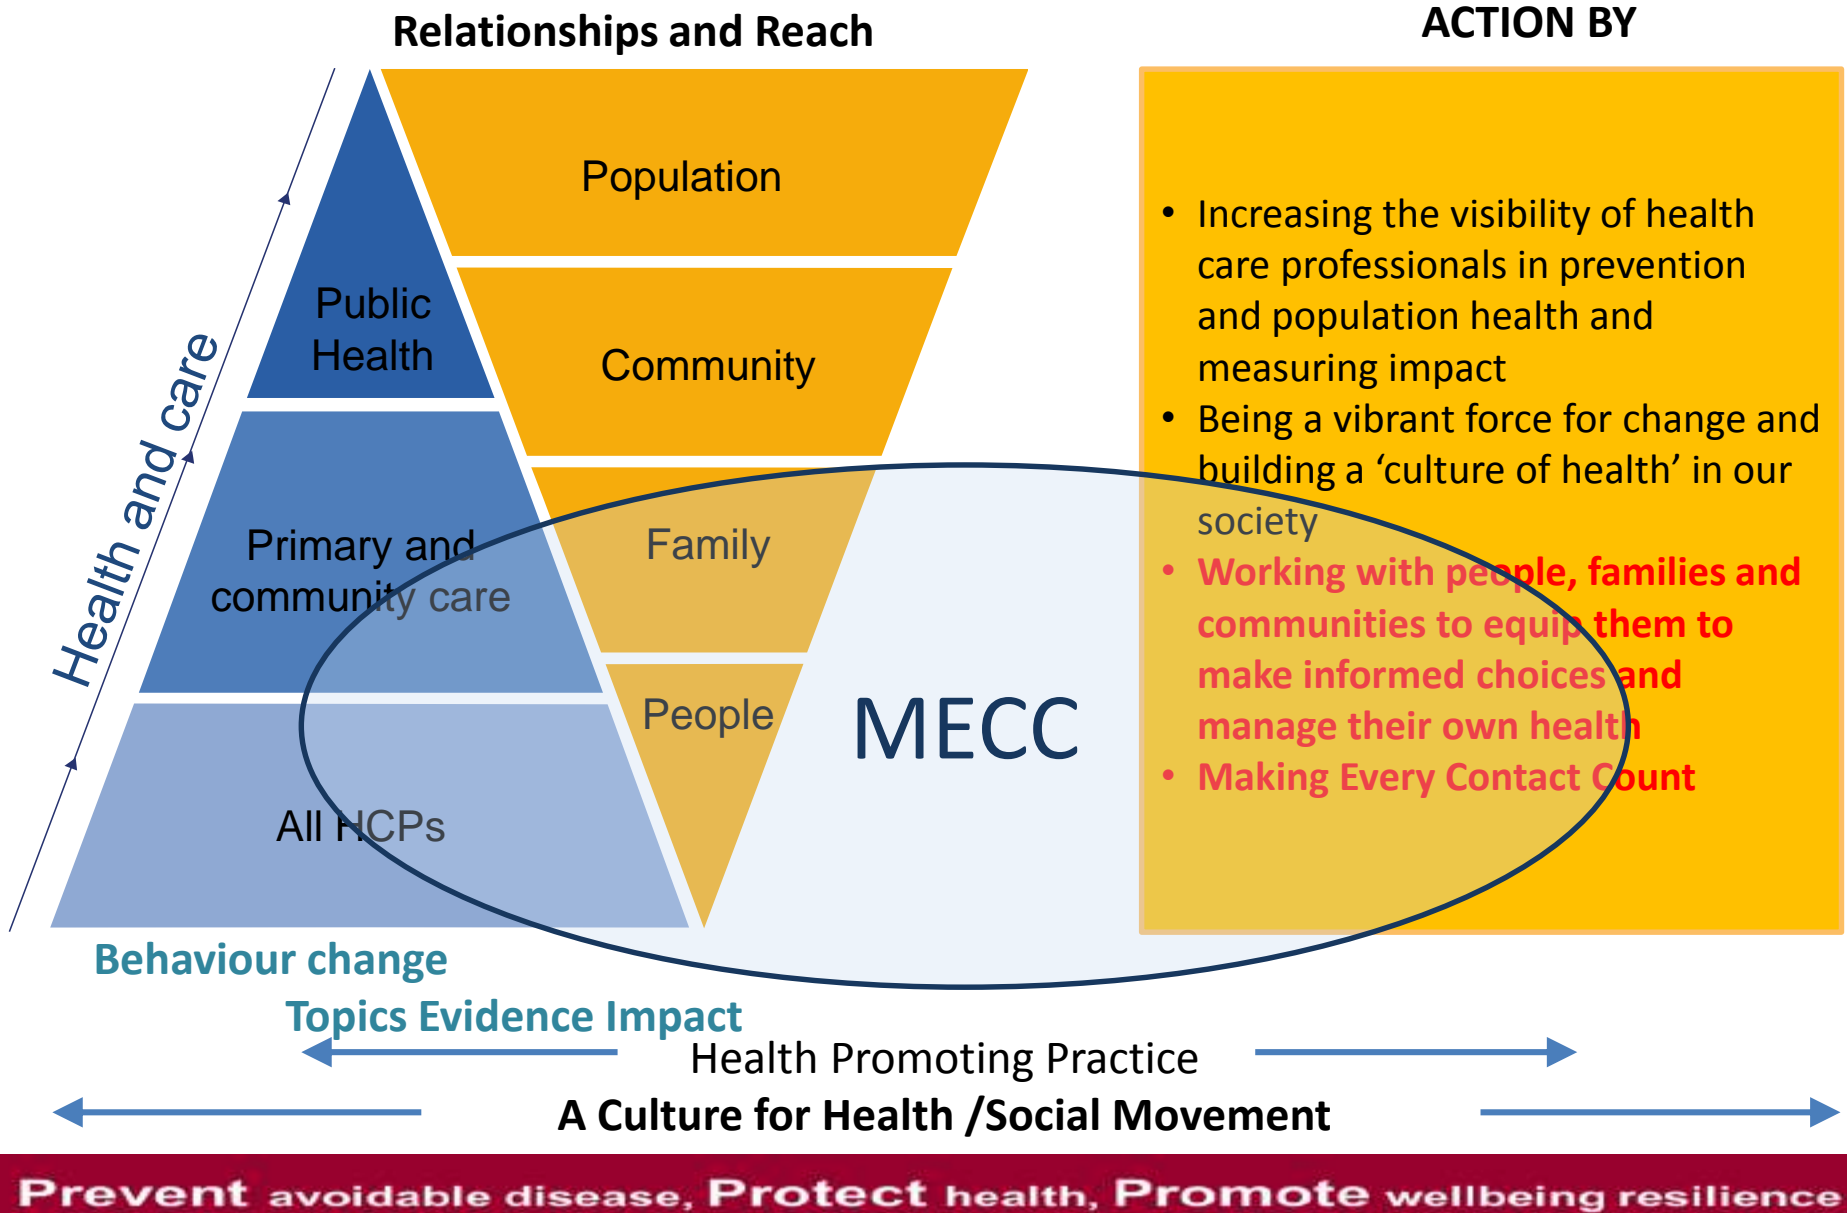 Relationships and Reach
ACTION BY
Health and care
Public
Health
Primary and
community care
All HCPs
Population
Community
Family
People
MECC
• Increasing the visibility of health
care professionals in prevention
and population health and
measuring impact
• Being a vibrant force for change and
building a ‘culture of health’ in our
society
• Working with people, families and
communities to equip them to
make informed choices and
manage their own health
• Making Every Contact Count
Behaviour change
Topics Evidence Impact
Health Promoting Practice
A Culture for Health /Social Movement
Prevent avoidable disease, Protect health, Promote wellbeing resilience